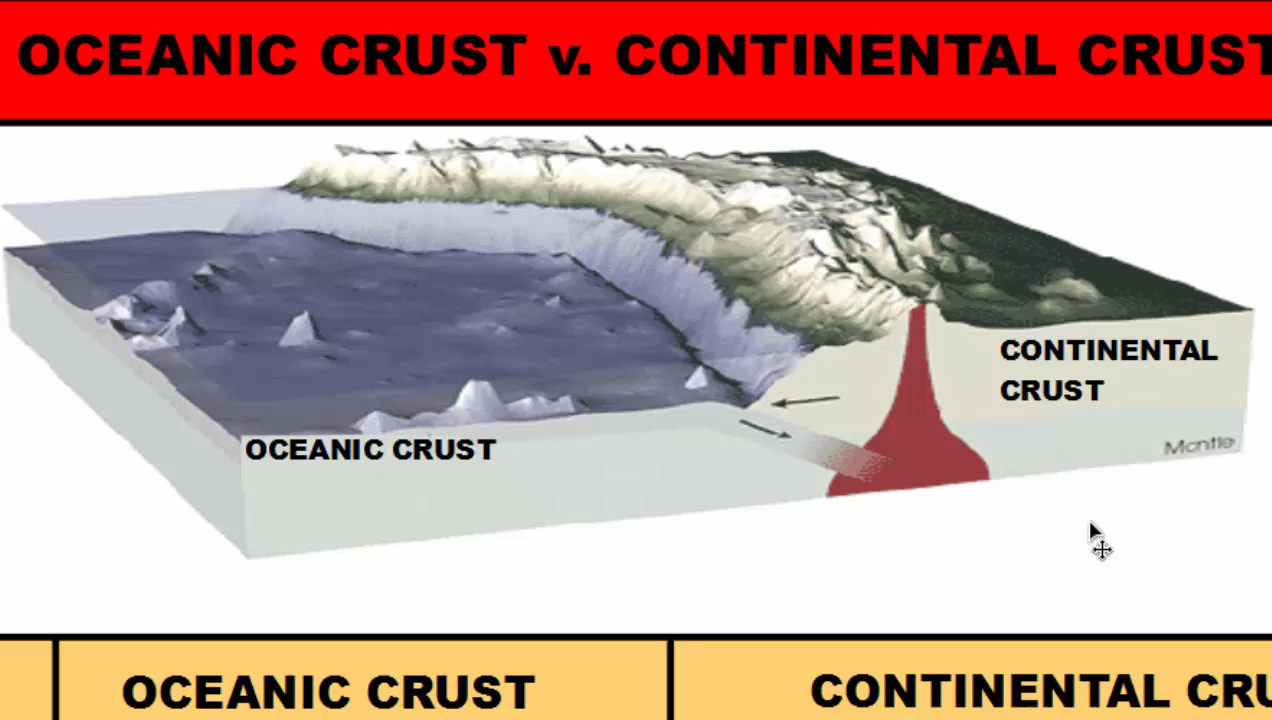 OCEANIC CRUST v. CONTINENTAL CRUST
CONTINENTAL
CRUST
Mantle
OCEANIC CRUST
OCEANIC CRUST
CONTINENTAL CRU